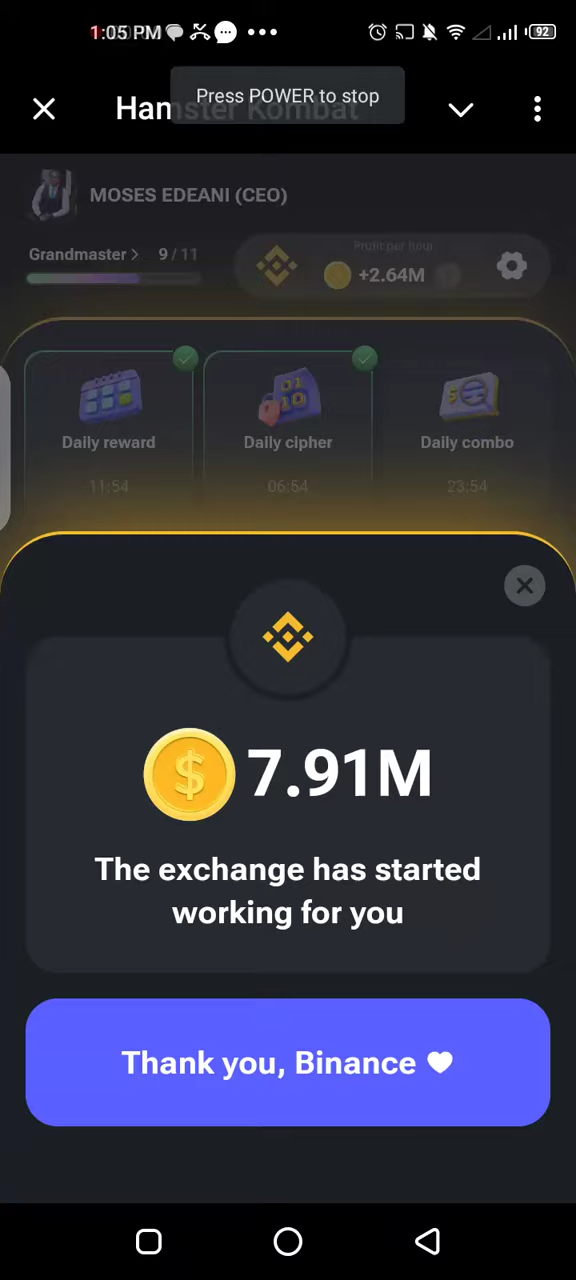 1:05 PM
92
Press POWER to stop
Hamster Kombat
MOSES EDEANI (CEO)
Grandmaster > 9 / 11
Profit per hour
+2.64M
Daily reward
Daily cipher
Daily combo
11:54
06:54
23:54
$ 7.91M
The exchange has started
working for you
Thank you, Binance